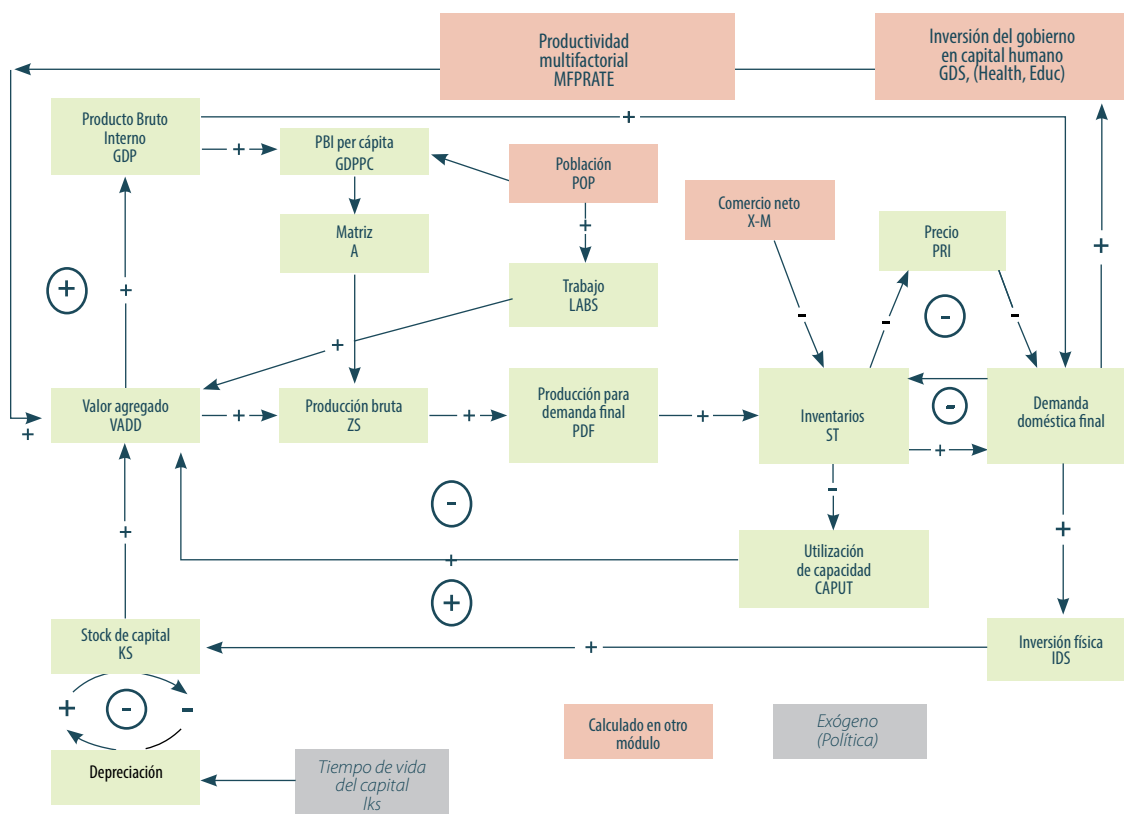 Productividad
multifactorial
MFPRATE
Inversión del gobierno
en capital humano
GDS, (Health, Educ)
Producto Bruto
Interno
GDP
+
+
PBI per cápita
GDPPC
Población
POP
+
Comercio neto
X-M
Precio
PRI
+
Matriz
A
Trabajo
LABS
+
+
+
-
-
-
-
-
Valor agregado
VADD
+
+
Producción bruta
ZS
+
Producción para
demanda final
PDF
+
Inventarios
ST
+
Demanda
doméstica final
-
-
+
+
+
+
Utilización
de capacidad
CAPUT
Stock de capital
KS
+
Inversión física
IDS
+
-
-
Depreciación
Tiempo de vida
del capital
lks
Calculado en otro
módulo
Exógeno
(Política)